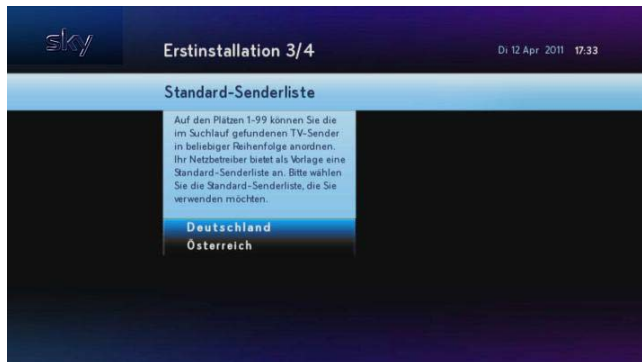 sky
Erstinstallation 3/4
Di 12 Apr 2011 17:33
Standard-Senderliste
Auf den Plätzen 1-99 können Sie die
im Suchlauf gefundenen TV-Sender
in beliebiger Reihenfolge anordnen.
Ihr Netzbetreiber bietet als Vorlage eine
Standard-Senderliste an. Bitte wählen
Sie die Standard-Senderliste, die Sie
verwenden möchten.
Deutschland
Österreich